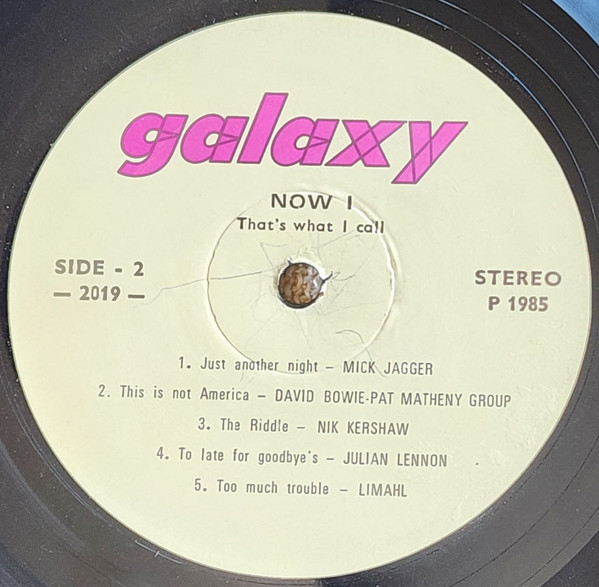 galaxy
NOW I
That's what I call
SIDE - 2
— 2019 —
STEREO
P 1985
1. Just another night – MICK JAGGER
2. This is not America – DAVID BOWIE-PAT MATHENY GROUP
3. The Riddle – NIK KERSHAW
4. To late for goodbye's – JULIAN LENNON
5. Too much trouble – LIMAHL